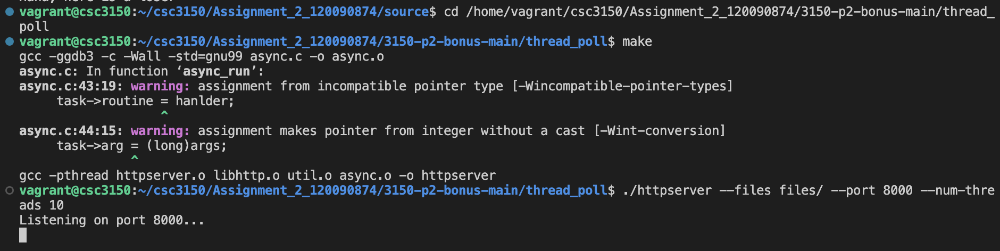 vagrant@csc3150:~/csc3150/Assignment_2_120090874/source$ cd /home/vagrant/csc3150/Assignment_2_120090874/3150-p2-bonus-main/thread_
poll
vagrant@csc3150:~/csc3150/Assignment_2_120090874/3150-p2-bonus-main/thread_poll$ make
gcc -ggdb3 -c -Wall -std=gnu99 async.c -o async.o
async.c: In function ‘async_run’:
async.c:43:19: warning: assignment from incompatible pointer type [-Wincompatible-pointer-types]
     task->routine = hanlder;
                   ^
async.c:44:15: warning: assignment makes pointer from integer without a cast [-Wint-conversion]
     task->arg = (long)args;
               ^
gcc -pthread httpserver.o libhttp.o util.o async.o -o httpserver
vagrant@csc3150:~/csc3150/Assignment_2_120090874/3150-p2-bonus-main/thread_poll$ ./httpserver --files files/ --port 8000 --num-thre
ads 10
Listening on port 8000...